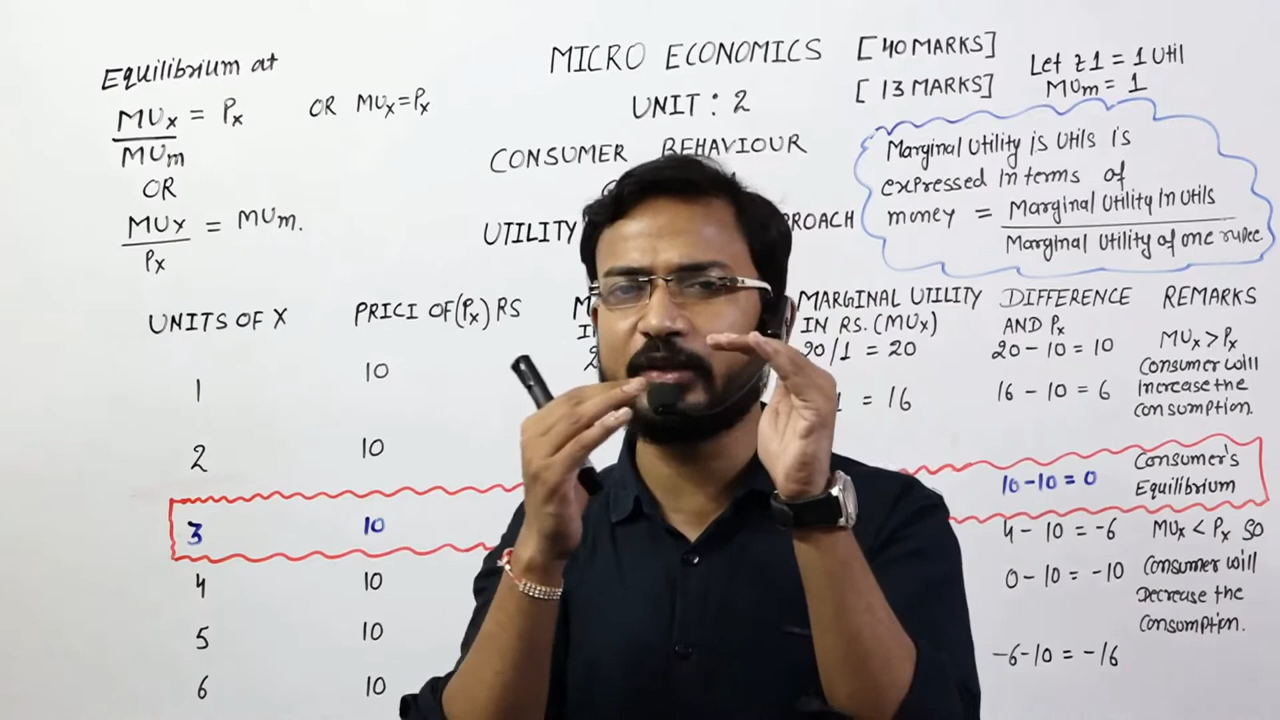 MICRO ECONOMICS [40 MARKS]
UNIT : 2 [13 MARKS]
CONSUMER BEHAVIOUR
UTILITY ROACH
Equilibrium at
MUx / MUm = Px OR MUx = Px
OR
MUx / Px = MUm.
Let ₹1 = 1 Util
MUm = 1
Marginal Utility is Utils is
expressed in terms of
money = Marginal Utility In Utils / Marginal Utility of one rupee
UNITS OF X PRICI OF (Px) RS MARGINAL UTILITY IN RS. (MUx) DIFFERENCE AND Px REMARKS
1 10 20/1 = 20 20 - 10 = 10 MUx > Px
Consumer will
Increase the
consumption.
2 10 = 16 16 - 10 = 6
3 10 10 - 10 = 0 Consumer's
Equilibrium
4 10 4 - 10 = -6 MUx < Px so
5 10 0 - 10 = -10 Consumer will
Decrease the
consumption.
6 10 -6 - 10 = -16